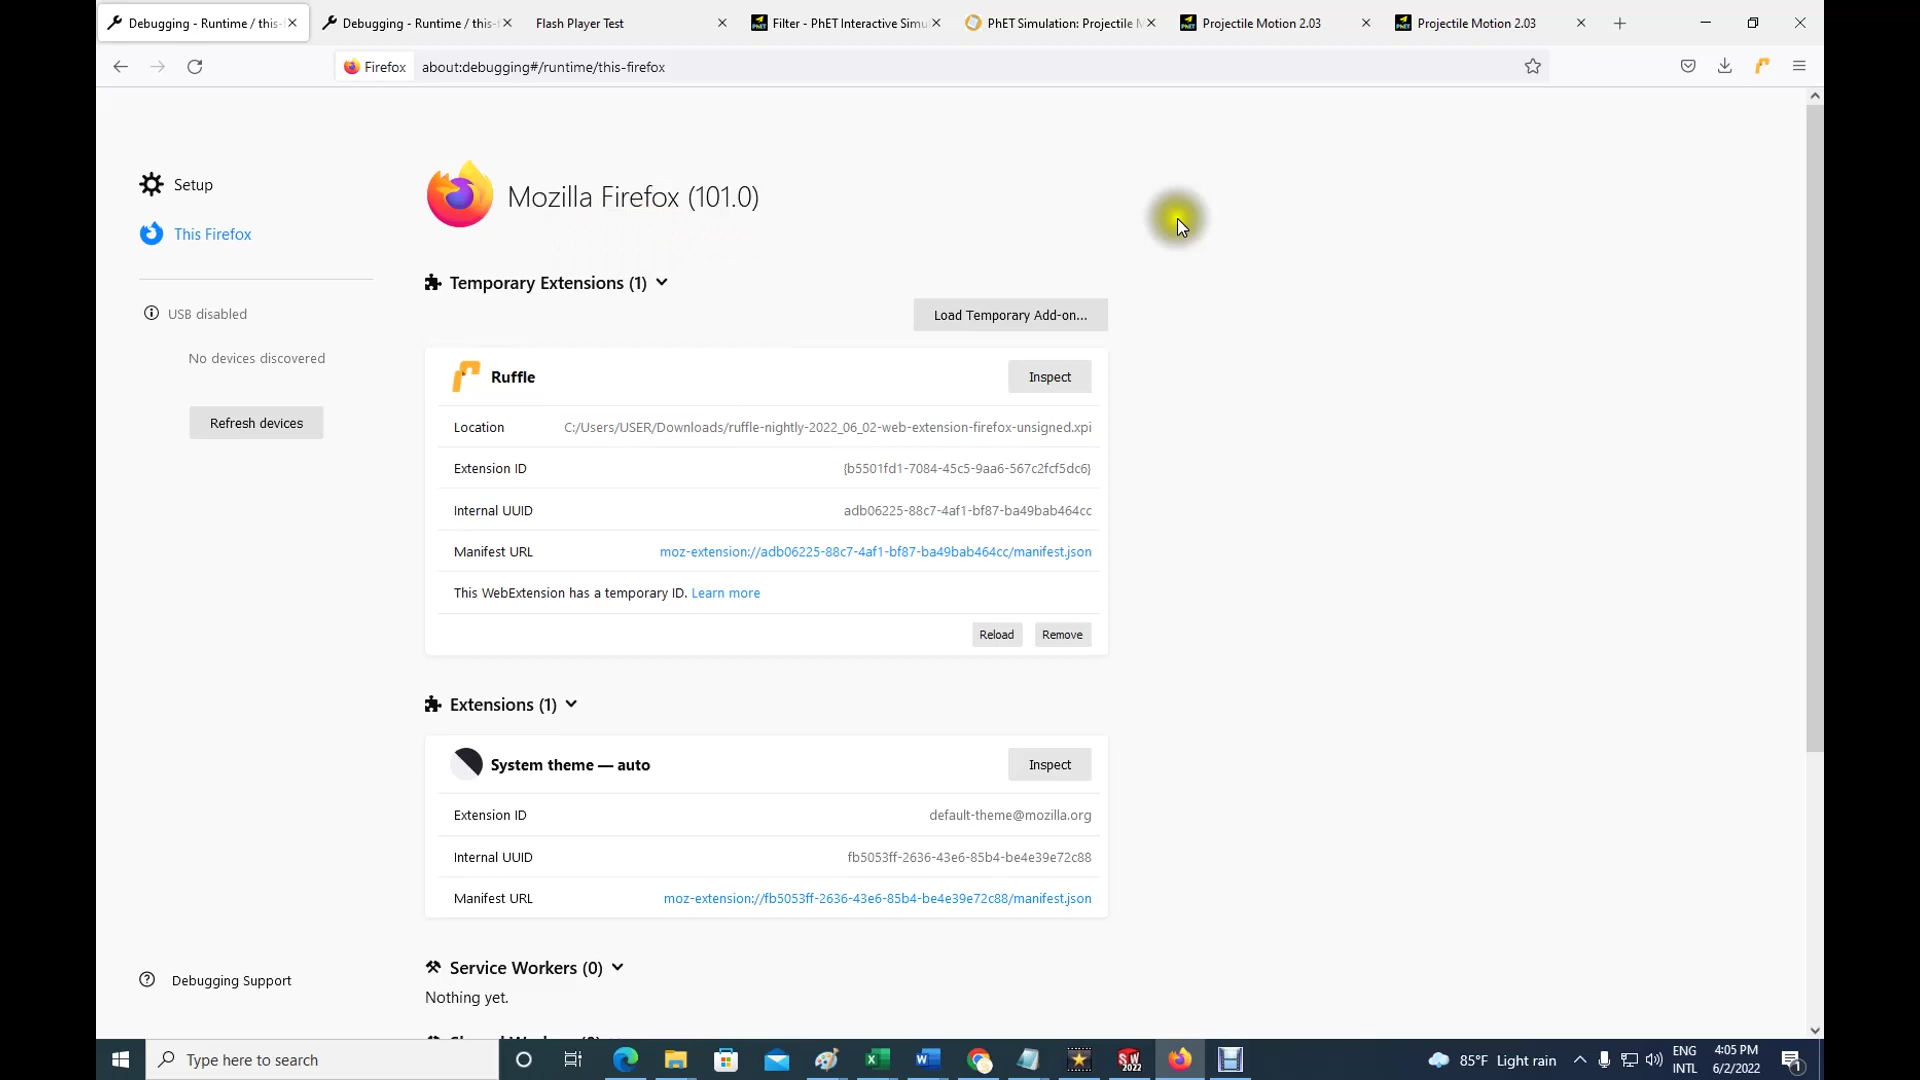 Debugging - Runtime / this-
Debugging - Runtime / this-
Flash Player Test
Filter - PhET Interactive Simu
PhET Simulation: Projectile M
Projectile Motion 2.03
Projectile Motion 2.03
Firefox
about:debugging#/runtime/this-firefox
Setup
This Firefox
USB disabled
No devices discovered
Refresh devices
Debugging Support
Mozilla Firefox (101.0)
Temporary Extensions (1)
Load Temporary Add-on...
Ruffle
Inspect
Location C:/Users/USER/Downloads/ruffle-nightly-2022_06_02-web-extension-firefox-unsigned.xpi
Extension ID {b5501fd1-7084-45c5-9aa6-567c2fcf5dc6}
Internal UUID adb06225-88c7-4af1-bf87-ba49bab464cc
Manifest URL moz-extension://adb06225-88c7-4af1-bf87-ba49bab464cc/manifest.json
This WebExtension has a temporary ID. Learn more
Reload Remove
Extensions (1)
System theme — auto
Inspect
Extension ID default-theme@mozilla.org
Internal UUID fb5053ff-2636-43e6-85b4-be4e39e72c88
Manifest URL moz-extension://fb5053ff-2636-43e6-85b4-be4e39e72c88/manifest.json
Service Workers (0)
Nothing yet.
Type here to search
SW
2022
85°F Light rain
ENG
INTL
4:05 PM
6/2/2022
1